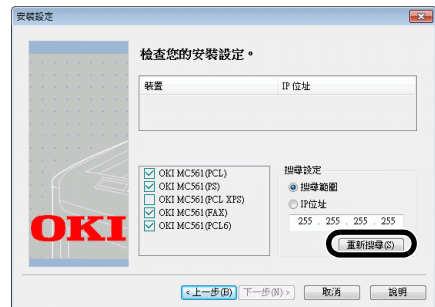 安裝設定
檢查您的安裝設定。
裝置 IP 位址
OKI MC561(PCL)
OKI MC561(PS)
OKI MC561(PCL XPS)
OKI MC561(FAX)
OKI MC561(PCL6)
搜尋設定
搜尋範圍
IP位址
255 . 255 . 255 . 255
重新搜尋(S)
OKI
<上一步(B) 下一步(N)> 取消 說明